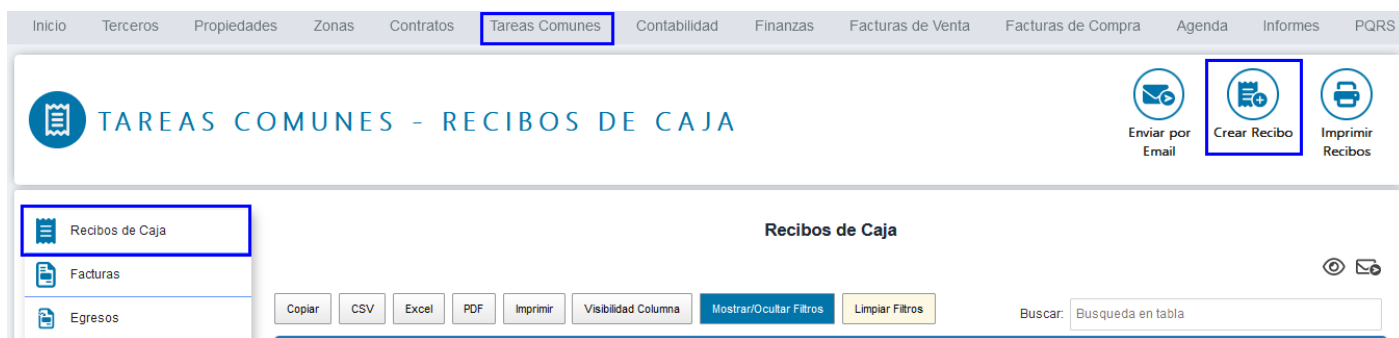 Inicio Terceros Propiedades Zonas Contratos Tareas Comunes Contabilidad Finanzas Facturas de Venta Facturas de Compra Agenda Informes PQRS
TAREAS COMUNES - RECIBOS DE CAJA
Enviar por Email
Crear Recibo
Imprimir Recibos
Recibos de Caja
Facturas
Egresos
Recibos de Caja
Copiar CSV Excel PDF Imprimir Visibilidad Columna Mostrar/Ocultar Filtros Limpiar Filtros Buscar: Busqueda en tabla